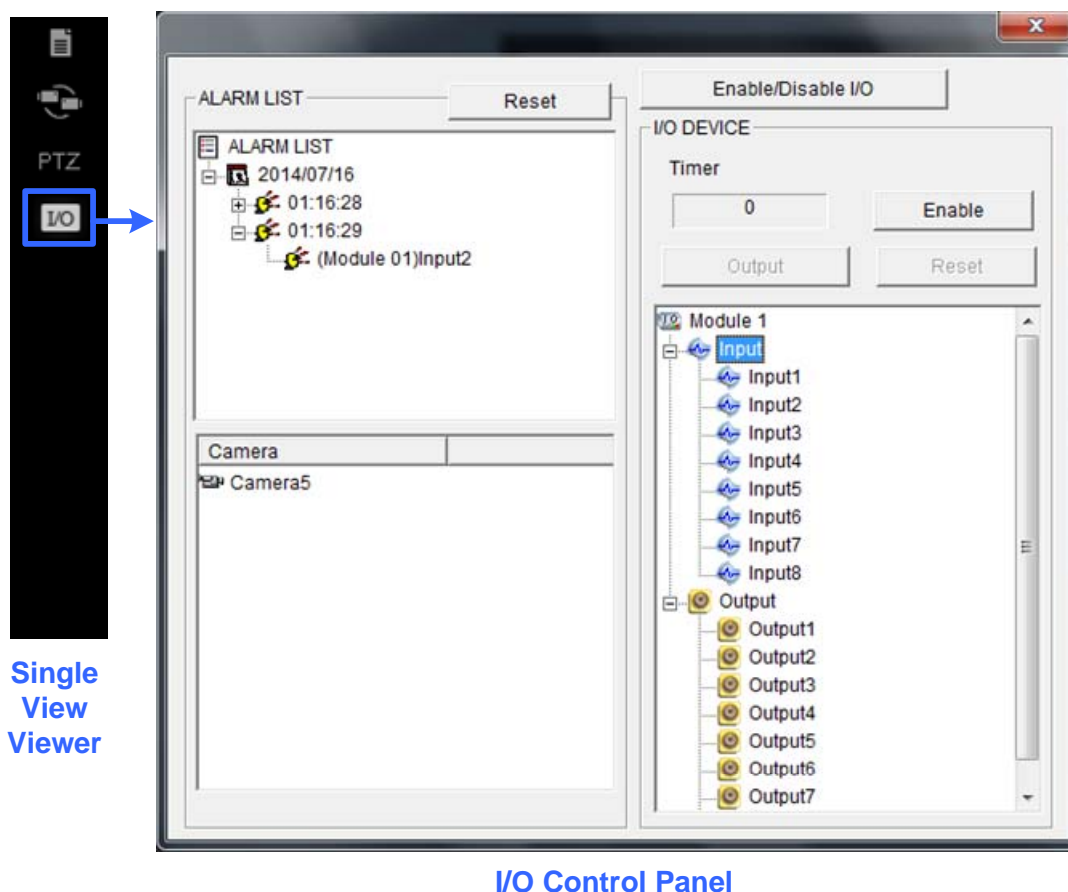 PTZ
I/O
Single
View
Viewer
ALARM LIST
Reset
ALARM LIST
2014/07/16
01:16:28
01:16:29
(Module 01)Input2
Camera
Camera5
Enable/Disable I/O
I/O DEVICE
Timer
0
Enable
Output
Reset
Module 1
Input
Input1
Input2
Input3
Input4
Input5
Input6
Input7
Input8
Output
Output1
Output2
Output3
Output4
Output5
Output6
Output7
I/O Control Panel